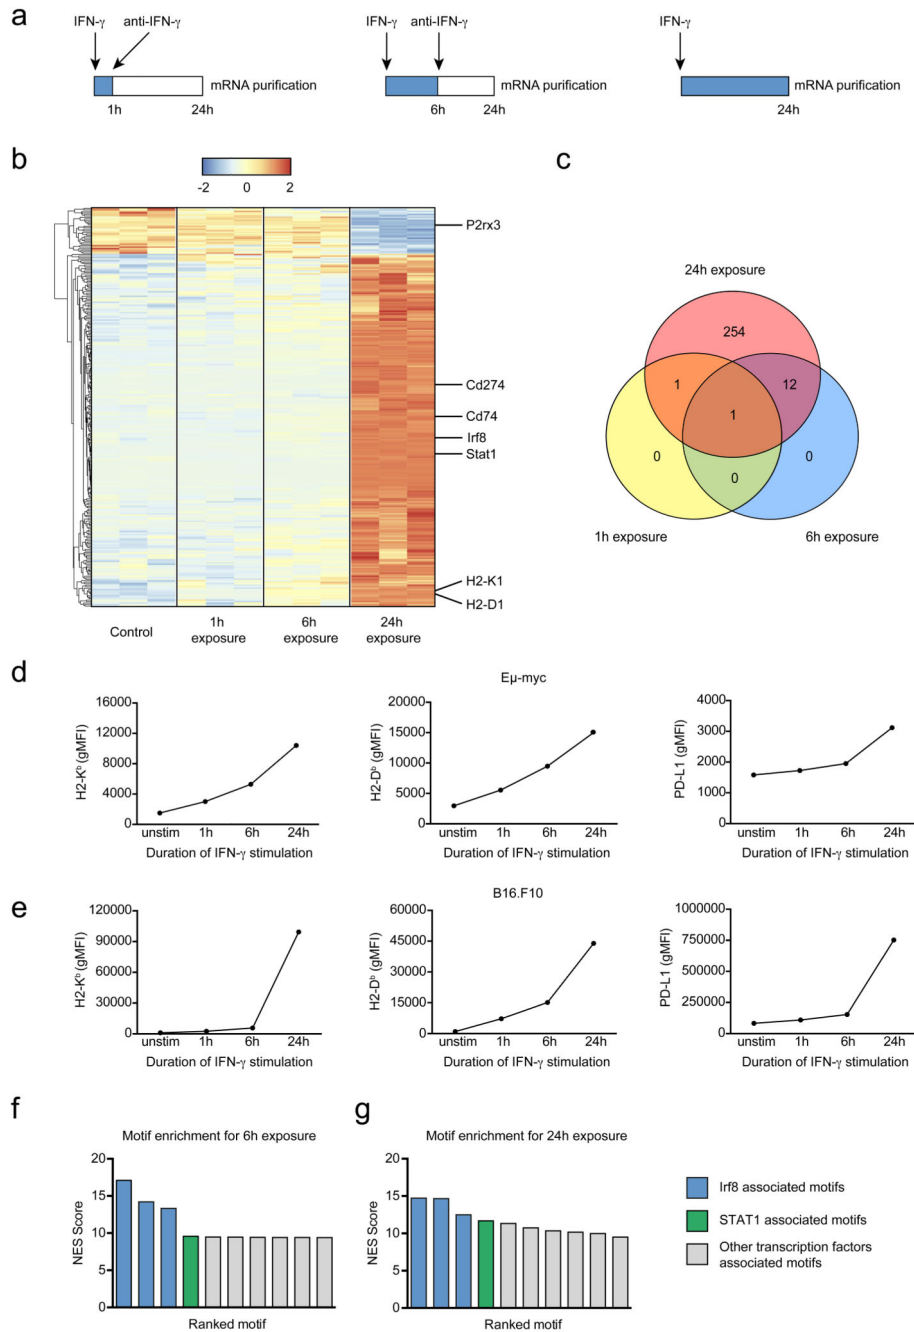 a
IFN-γ anti-IFN-γ
mRNA purification
1h 24h
IFN-γ anti-IFN-γ
mRNA purification
6h 24h
IFN-γ
mRNA purification
24h
b
-2 0 2
P2rx3
Cd274
Cd74
Irf8
Stat1
H2-K1
H2-D1
Control
1h
exposure
6h
exposure
24h
exposure
c
24h exposure
254
1
12
1
0
0
0
1h exposure
6h exposure
d
Eμ-myc
H2-Kᵇ (gMFI)
16000
12000
8000
4000
0
unstim 1h 6h 24h
Duration of IFN-γ stimulation
H2-Dᵇ (gMFI)
20000
15000
10000
5000
0
unstim 1h 6h 24h
Duration of IFN-γ stimulation
PD-L1 (gMFI)
4000
3000
2000
1000
0
unstim 1h 6h 24h
Duration of IFN-γ stimulation
e
B16.F10
H2-Kᵇ (gMFI)
120000
90000
60000
30000
0
unstim 1h 6h 24h
Duration of IFN-γ stimulation
H2-Dᵇ (gMFI)
60000
45000
30000
15000
0
unstim 1h 6h 24h
Duration of IFN-γ stimulation
PD-L1 (gMFI)
1000000
750000
500000
250000
0
unstim 1h 6h 24h
Duration of IFN-γ stimulation
f
Motif enrichment for 6h exposure
NES Score
20
15
10
5
0
Ranked motif
g
Motif enrichment for 24h exposure
NES Score
20
15
10
5
0
Ranked motif
Irf8 associated motifs
STAT1 associated motifs
Other transcription factors
associated motifs